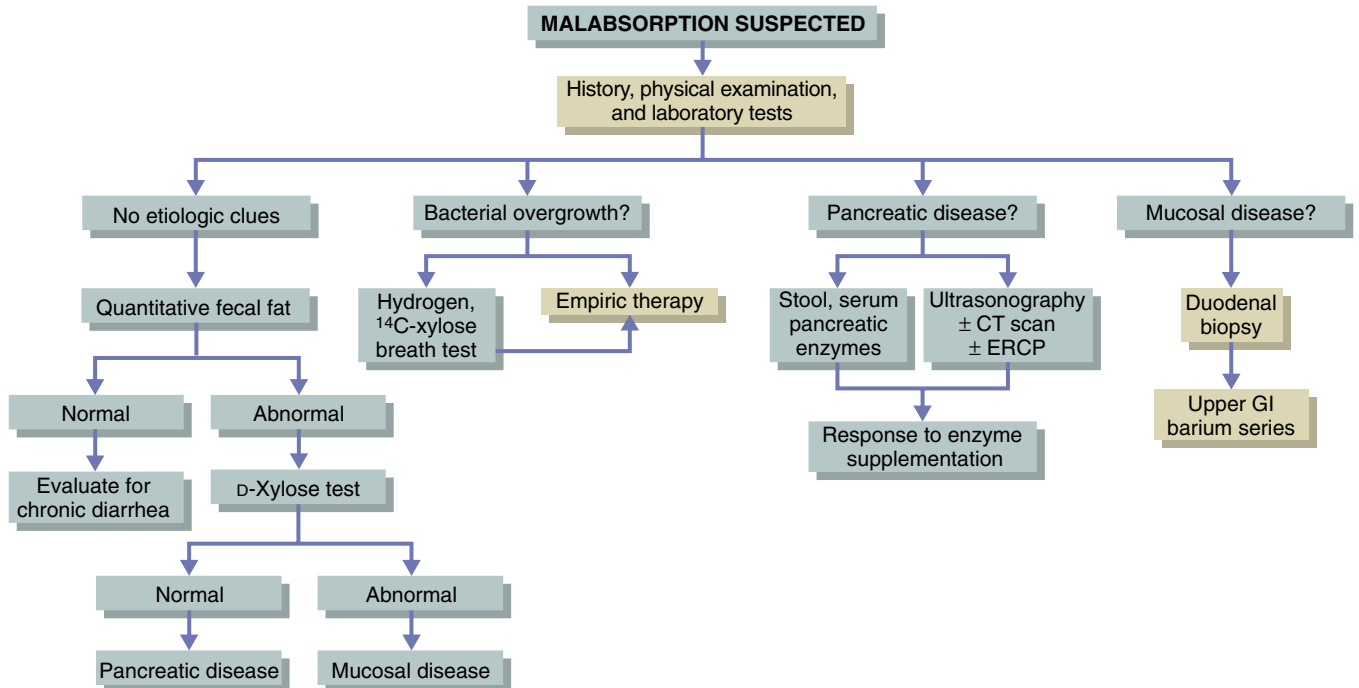 MALABSORPTION SUSPECTED
History, physical examination,
and laboratory tests
No etiologic clues
Bacterial overgrowth?
Pancreatic disease?
Mucosal disease?
Quantitative fecal fat
Hydrogen,
¹⁴C-xylose
breath test
Empiric therapy
Stool, serum
pancreatic
enzymes
Ultrasonography
± CT scan
± ERCP
Duodenal
biopsy
Normal
Abnormal
Upper GI
barium series
Response to enzyme
supplementation
Evaluate for
chronic diarrhea
D-Xylose test
Normal
Abnormal
Pancreatic disease
Mucosal disease